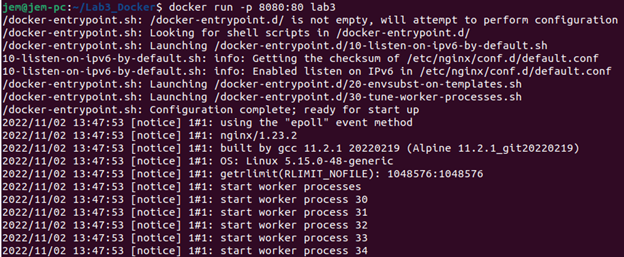 jem@jem-pc:~/Lab3_Docker$ docker run -p 8080:80 lab3
/docker-entrypoint.sh: /docker-entrypoint.d/ is not empty, will attempt to perform configuration
/docker-entrypoint.sh: Looking for shell scripts in /docker-entrypoint.d/
/docker-entrypoint.sh: Launching /docker-entrypoint.d/10-listen-on-ipv6-by-default.sh
10-listen-on-ipv6-by-default.sh: info: Getting the checksum of /etc/nginx/conf.d/default.conf
10-listen-on-ipv6-by-default.sh: info: Enabled listen on IPv6 in /etc/nginx/conf.d/default.conf
/docker-entrypoint.sh: Launching /docker-entrypoint.d/20-envsubst-on-templates.sh
/docker-entrypoint.sh: Launching /docker-entrypoint.d/30-tune-worker-processes.sh
/docker-entrypoint.sh: Configuration complete; ready for start up
2022/11/02 13:47:53 [notice] 1#1: using the "epoll" event method
2022/11/02 13:47:53 [notice] 1#1: nginx/1.23.2
2022/11/02 13:47:53 [notice] 1#1: built by gcc 11.2.1 20220219 (Alpine 11.2.1_git20220219)
2022/11/02 13:47:53 [notice] 1#1: OS: Linux 5.15.0-48-generic
2022/11/02 13:47:53 [notice] 1#1: getrlimit(RLIMIT_NOFILE): 1048576:1048576
2022/11/02 13:47:53 [notice] 1#1: start worker processes
2022/11/02 13:47:53 [notice] 1#1: start worker process 30
2022/11/02 13:47:53 [notice] 1#1: start worker process 31
2022/11/02 13:47:53 [notice] 1#1: start worker process 32
2022/11/02 13:47:53 [notice] 1#1: start worker process 33
2022/11/02 13:47:53 [notice] 1#1: start worker process 34